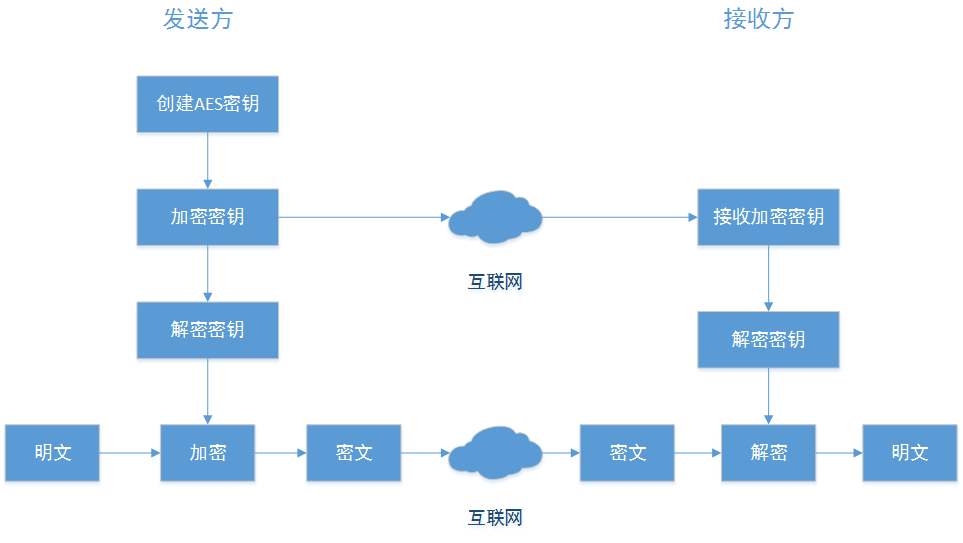 发送方
接收方
创建AES密钥
加密密钥
接收加密密钥
互联网
解密密钥
解密密钥
明文
加密
密文
密文
解密
明文
互联网